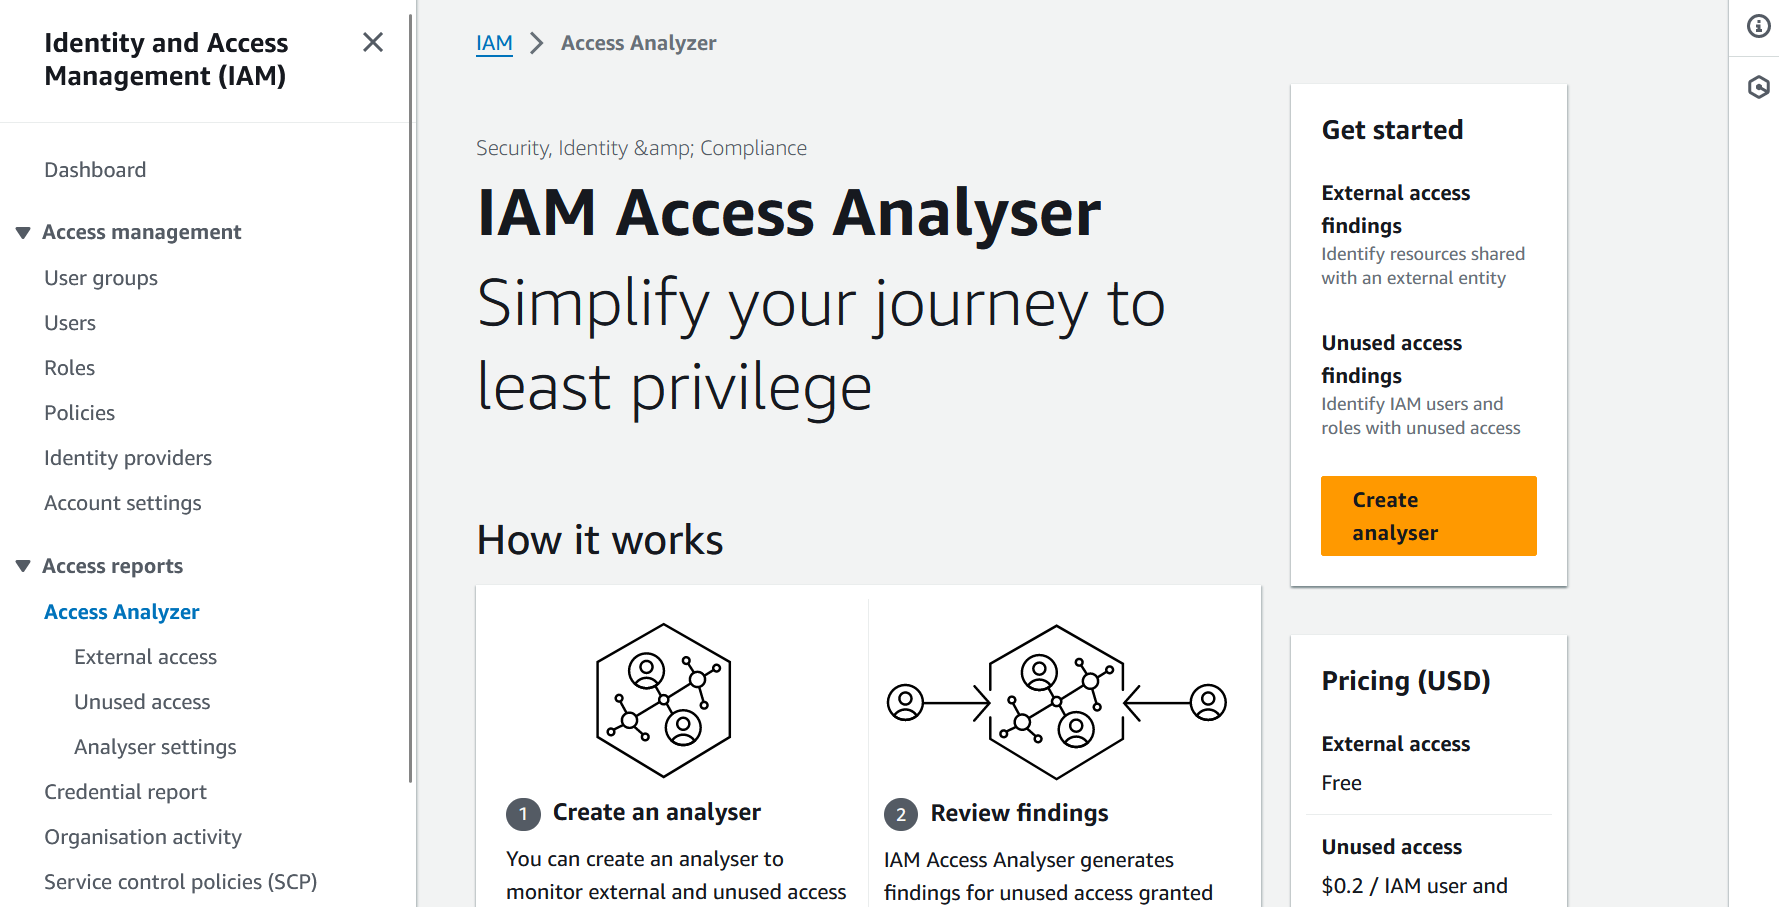 Identity and Access
Management (IAM)
Dashboard
Access management
User groups
Users
Roles
Policies
Identity providers
Account settings
Access reports
Access Analyzer
External access
Unused access
Analyser settings
Credential report
Organisation activity
Service control policies (SCP)
IAM > Access Analyzer
Security, Identity &amp; Compliance
IAM Access Analyser
Simplify your journey to
least privilege
How it works
1 Create an analyser
You can create an analyser to
monitor external and unused access
2 Review findings
IAM Access Analyser generates
findings for unused access granted
Get started
External access
findings
Identify resources shared
with an external entity
Unused access
findings
Identify IAM users and
roles with unused access
Create
analyser
Pricing (USD)
External access
Free
Unused access
$0.2 / IAM user and